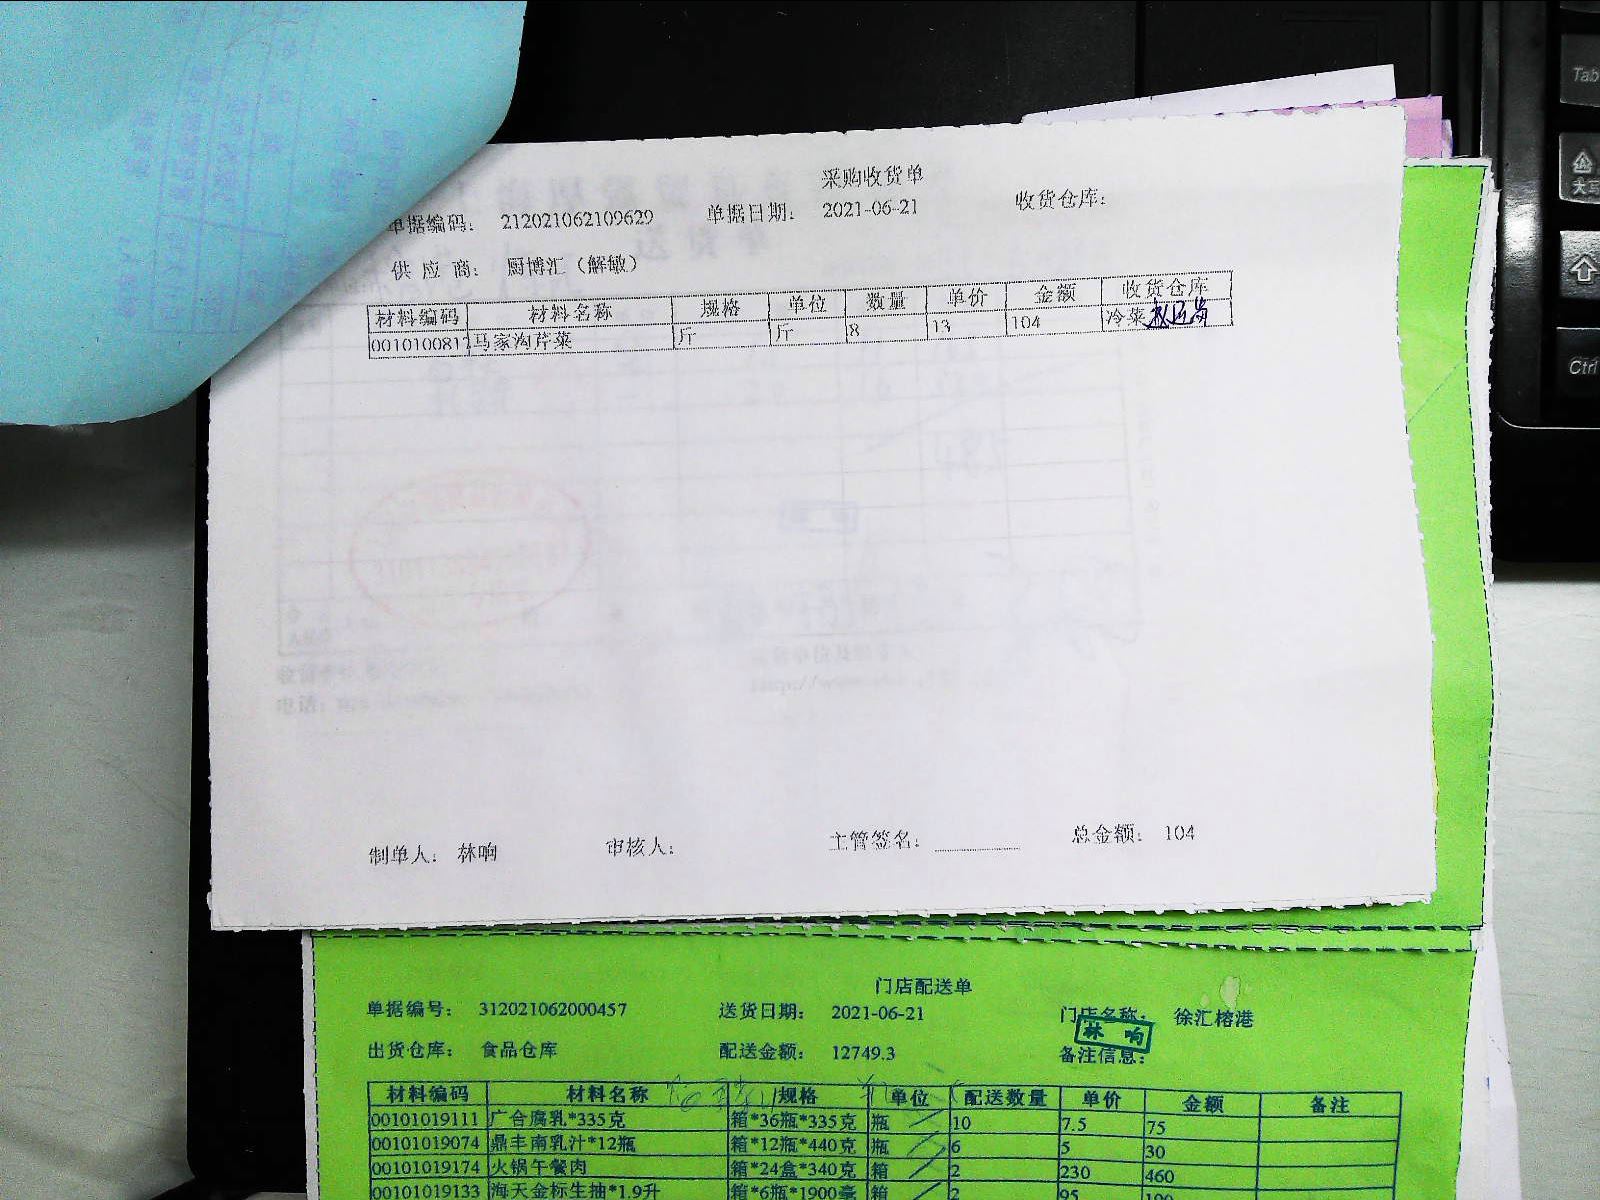 采购收货单
单据编码： 212021062109629 单据日期： 2021-06-21 收货仓库：
供应商： 厨博汇（解敏）
材料编码 材料名称 规格 单位 数量 单价 金额 收货仓库
0010100817 马家沟芹菜 斤 斤 8 13 104 冷菜
制单人： 林响 审核人： 主管签名： 总金额： 104
门店配送单
单据编号： 312021062000457 送货日期： 2021-06-21 门店名称： 徐汇榕港
林响
出货仓库： 食品仓库 配送金额： 12749.3 备注信息：
材料编码 材料名称 规格 单位 配送数量 单价 金额 备注
00101019111 广合腐乳*335克 箱*36瓶*335克 瓶 10 7.5 75
00101019074 鼎丰南乳汁*12瓶 箱*12瓶*440克 瓶 6 5 30
00101019174 火锅午餐肉 箱*24盒*340克 箱 2 230 460
00101019133 海天金标生抽*1.9升 箱*6瓶*1900毫 箱 2 95 190
Tab
大写
Ctrl